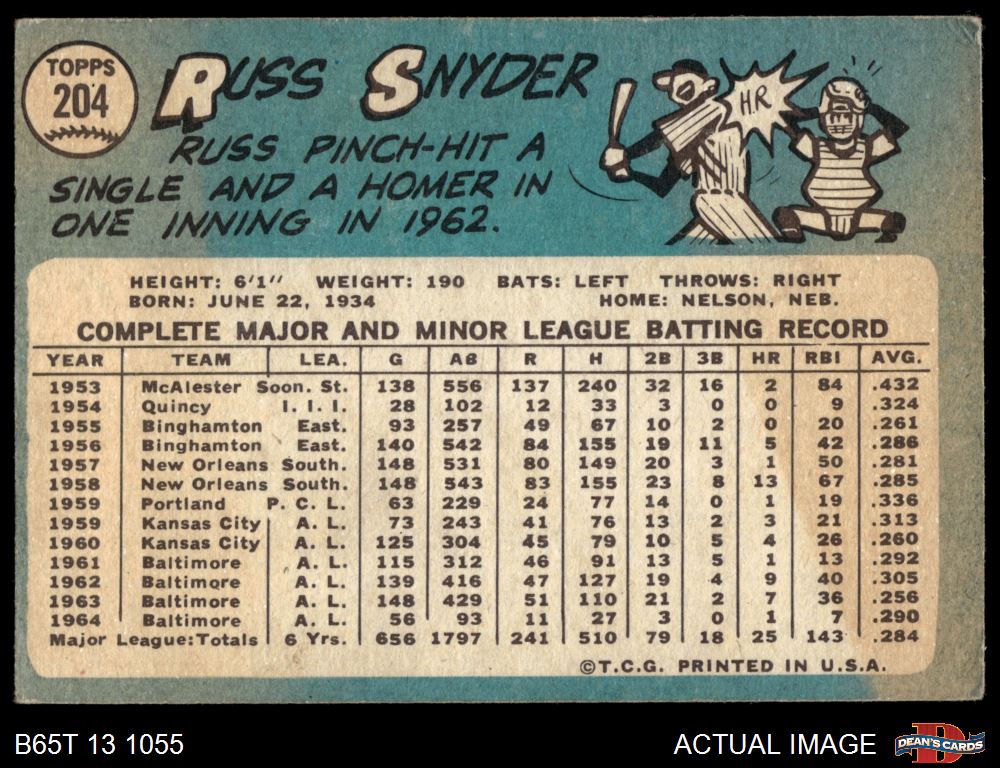 TOPPS
204
RUSS SNYDER
RUSS PINCH-HIT A
SINGLE AND A HOMER IN
ONE INNING IN 1962.
H.R
HEIGHT: 6'1" WEIGHT: 190 BATS: LEFT THROWS: RIGHT
BORN: JUNE 22, 1934 HOME: NELSON, NEB.
COMPLETE MAJOR AND MINOR LEAGUE BATTING RECORD
YEAR TEAM LEA. G AB R H 2B 3B HR RBI AVG.
1953 McAlester Soon. St. 138 556 137 240 32 16 2 84 .432
1954 Quincy I. I. I. 28 102 12 33 3 0 0 9 .324
1955 Binghamton East. 93 257 49 67 10 2 0 20 .261
1956 Binghamton East. 140 542 84 155 19 11 5 42 .286
1957 New Orleans South. 148 531 80 149 20 3 1 50 .281
1958 New Orleans South. 148 543 83 155 23 8 13 67 .285
1959 Portland P. C. L. 63 229 24 77 14 0 1 19 .336
1959 Kansas City A. L. 73 243 41 76 13 2 3 21 .313
1960 Kansas City A. L. 125 304 45 79 10 5 4 26 .260
1961 Baltimore A. L. 115 312 46 91 13 5 1 13 .292
1962 Baltimore A. L. 139 416 47 127 19 4 9 40 .305
1963 Baltimore A. L. 148 429 51 110 21 2 7 36 .256
1964 Baltimore A. L. 56 93 11 27 3 0 1 7 .290
Major League:Totals 6 Yrs. 656 1797 241 510 79 18 25 143 .284
©T.C.G. PRINTED IN U.S.A.
B65T 13 1055 ACTUAL IMAGE
D
DEAN'S CARDS